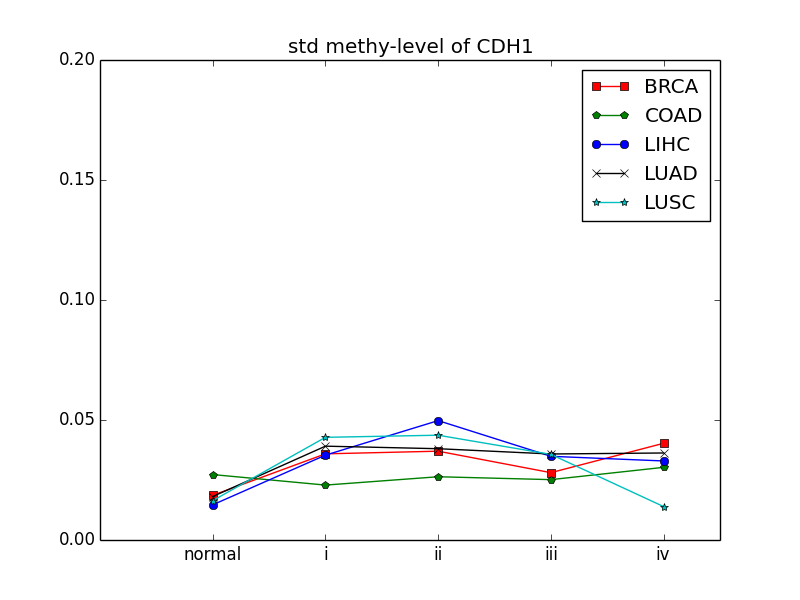 std methy-level of CDH1
0.20
0.15
0.10
0.05
0.00
BRCA
COAD
LIHC
LUAD
LUSC
normal i ii iii iv